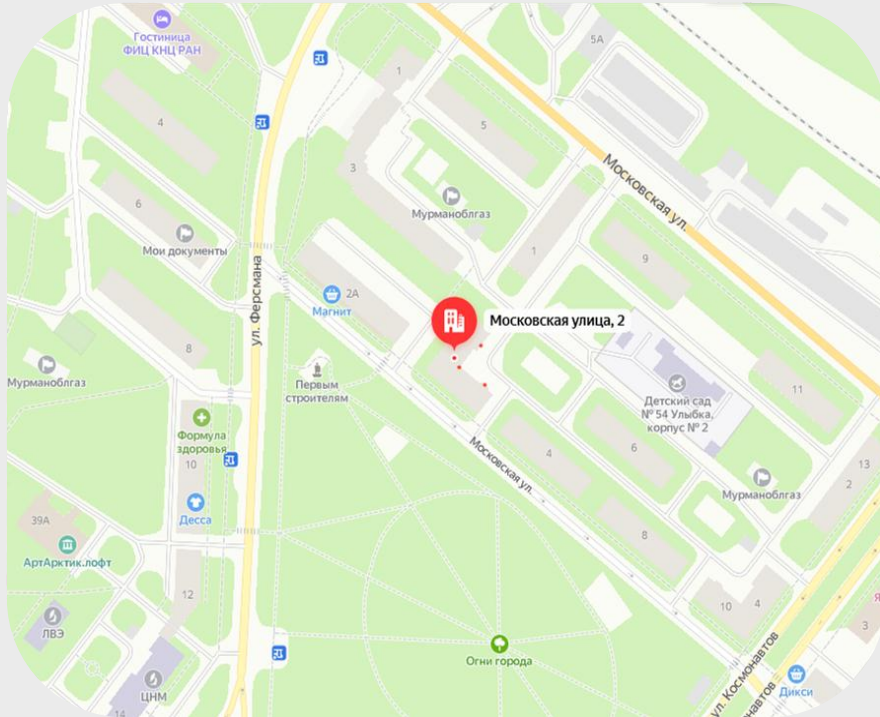 Гостиница
ФИЦ КНЦ РАН
5А
1
4
5
3
Московская ул.
6
Мурманоблгаз
Мои документы
1
9
ул. Ферсмана
2А
Магнит
Московская улица, 2
8
Мурманоблгаз
Первым
строителям
11
Детский сад
№ 54 Улыбка,
корпус № 2
Формула
здоровья
10
Московская ул.
4
6
13
2
Мурманоблгаз
Десса
39А
8
АртАрктик.лофт
12
10
4
3
ЛВЭ
Огни города
ул. Космонавтов
ЦНМ
Дикси
14